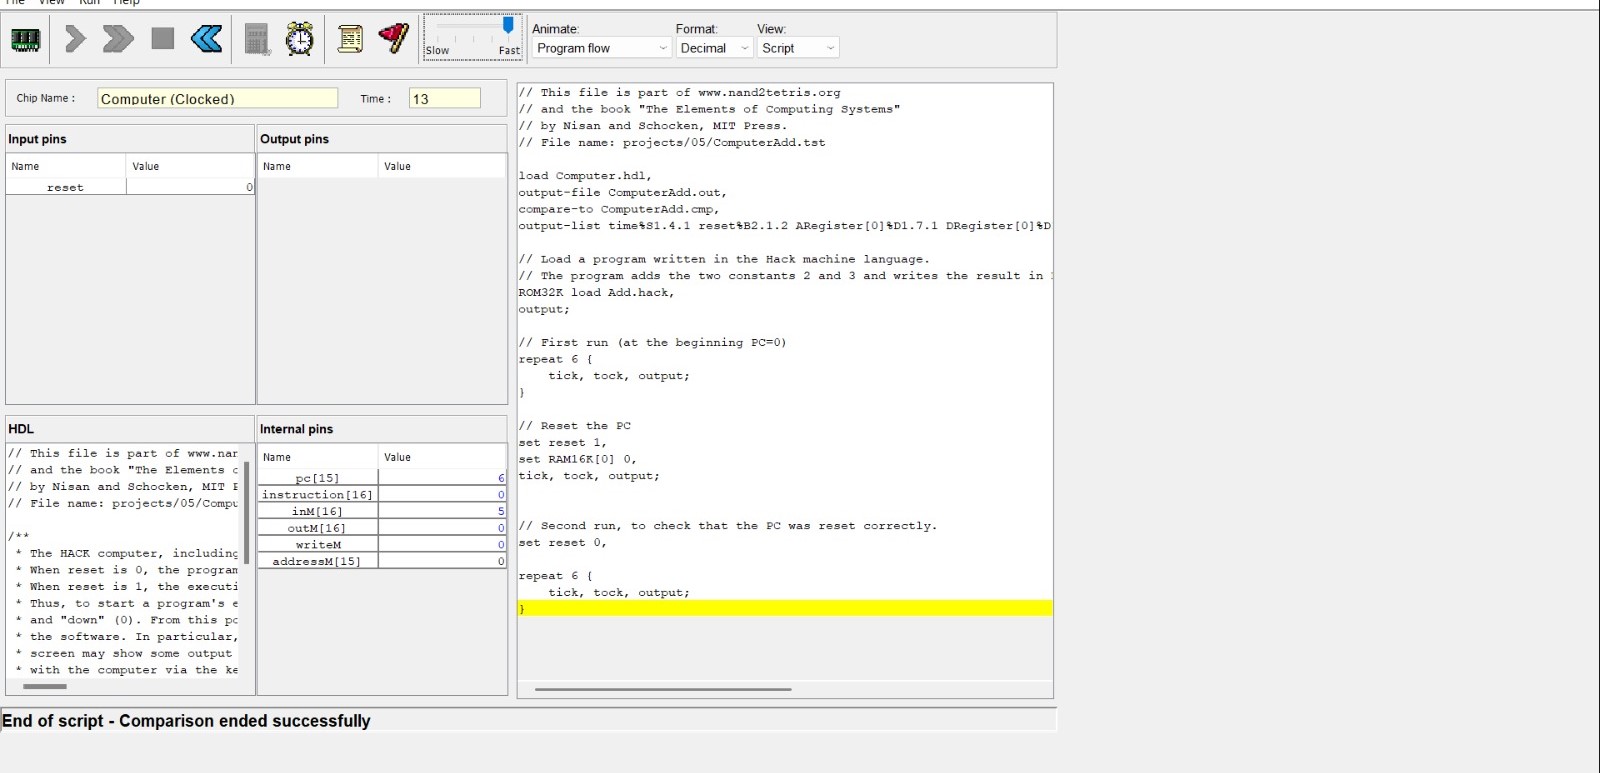 File View Run Help
Slow Fast
Animate: Format: View:
Program flow Decimal Script
Chip Name : Computer (Clocked) Time : 13
Input pins
Name Value
reset 0
Output pins
Name Value
HDL
// This file is part of www.nan
// and the book "The Elements o
// by Nisan and Schocken, MIT P
// File name: projects/05/Compu
/**
* The HACK computer, including
* When reset is 0, the program
* When reset is 1, the executi
* Thus, to start a program's e
* and "down" (0). From this po
* the software. In particular,
* screen may show some output
* with the computer via the ke
Internal pins
Name Value
pc[15] 6
instruction[16] 0
inM[16] 5
outM[16] 0
writeM 0
addressM[15] 0
// This file is part of www.nand2tetris.org
// and the book "The Elements of Computing Systems"
// by Nisan and Schocken, MIT Press.
// File name: projects/05/ComputerAdd.tst
load Computer.hdl,
output-file ComputerAdd.out,
compare-to ComputerAdd.cmp,
output-list time%S1.4.1 reset%B2.1.2 ARegister[0]%D1.7.1 DRegister[0]%D
// Load a program written in the Hack machine language.
// The program adds the two constants 2 and 3 and writes the result in
ROM32K load Add.hack,
output;
// First run (at the beginning PC=0)
repeat 6 {
tick, tock, output;
}
// Reset the PC
set reset 1,
set RAM16K[0] 0,
tick, tock, output;
// Second run, to check that the PC was reset correctly.
set reset 0,
repeat 6 {
tick, tock, output;
}
End of script - Comparison ended successfully